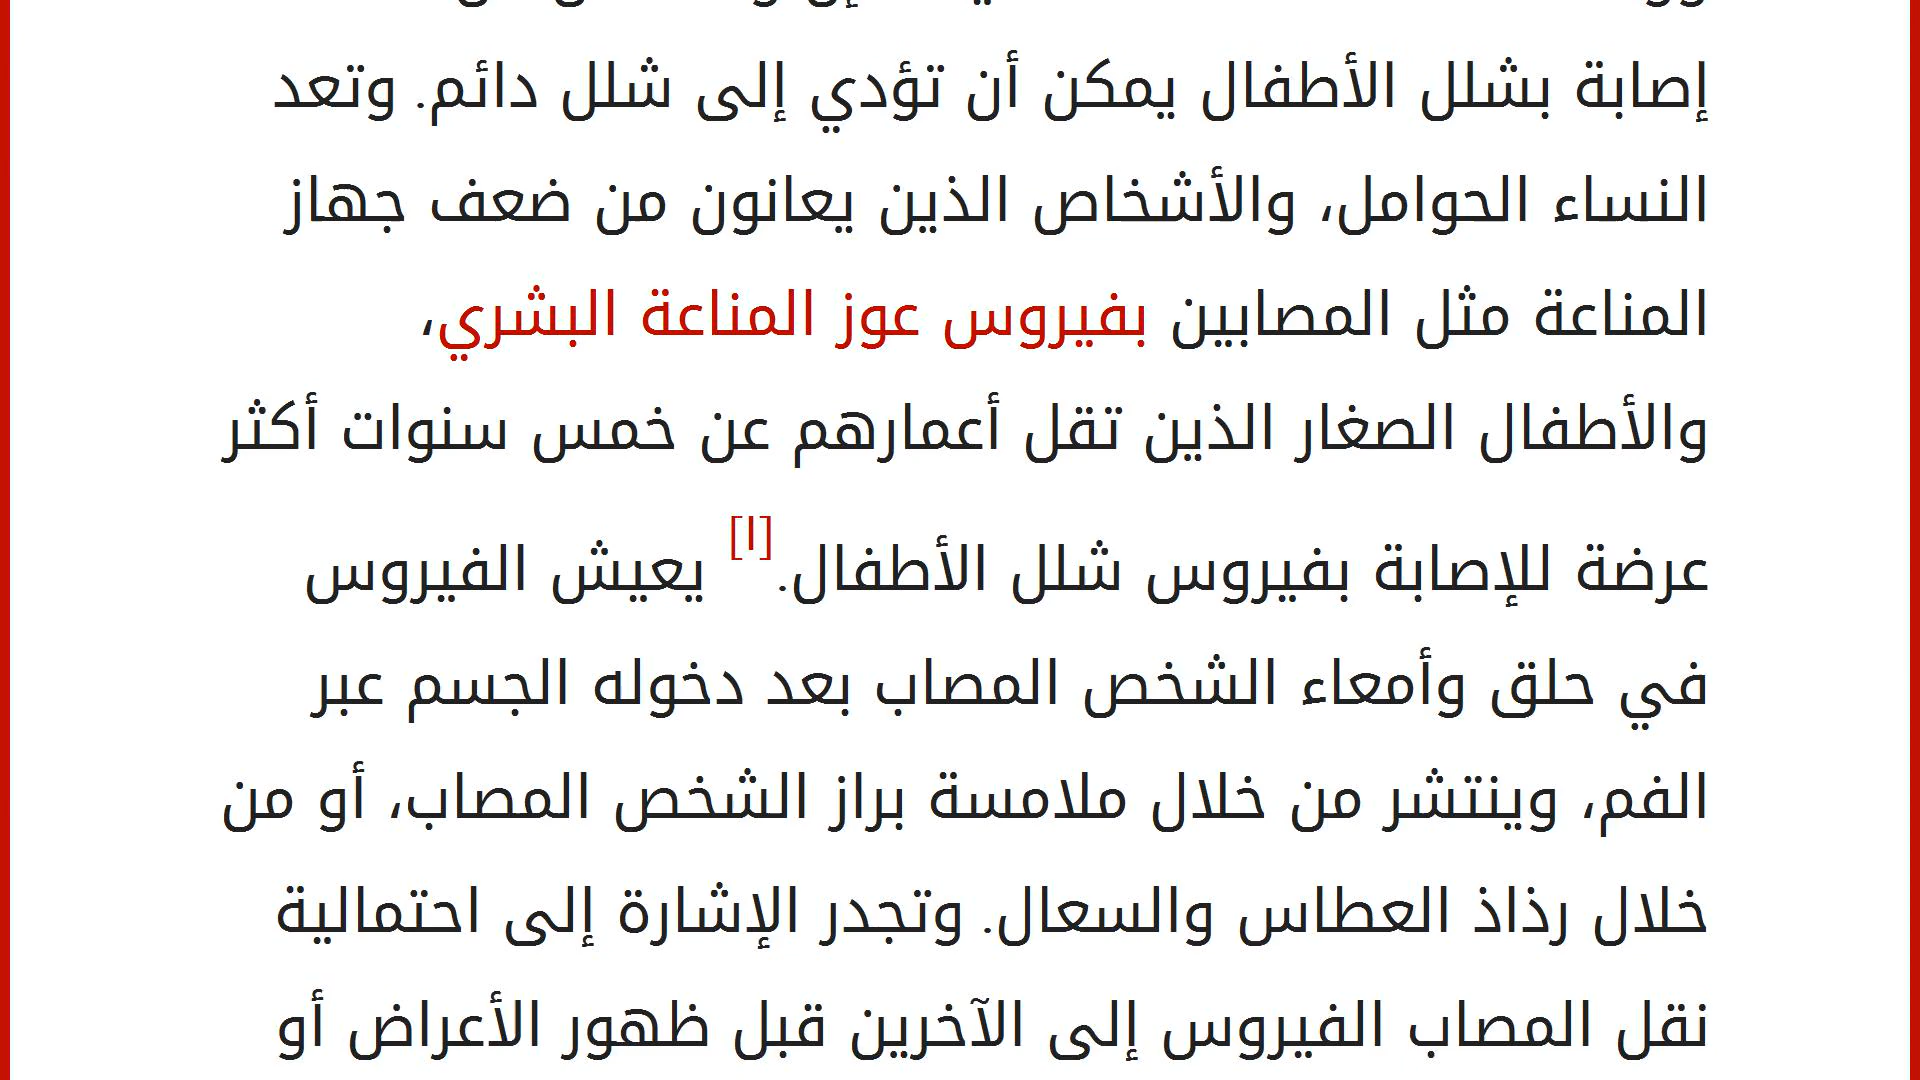 إصابة بشلل الأطفال يمكن أن تؤدي إلى شلل دائم. وتعد
النساء الحوامل، والأشخاص الذين يعانون من ضعف جهاز
المناعة مثل المصابين بفيروس عوز المناعة البشري،
والأطفال الصغار الذين تقل أعمارهم عن خمس سنوات أكثر
عرضة للإصابة بفيروس شلل الأطفال.[ا] يعيش الفيروس
في حلق وأمعاء الشخص المصاب بعد دخوله الجسم عبر
الفم، وينتشر من خلال ملامسة براز الشخص المصاب، أو من
خلال رذاذ العطاس والسعال. وتجدر الإشارة إلى احتمالية
نقل المصاب الفيروس إلى الآخرين قبل ظهور الأعراض أو